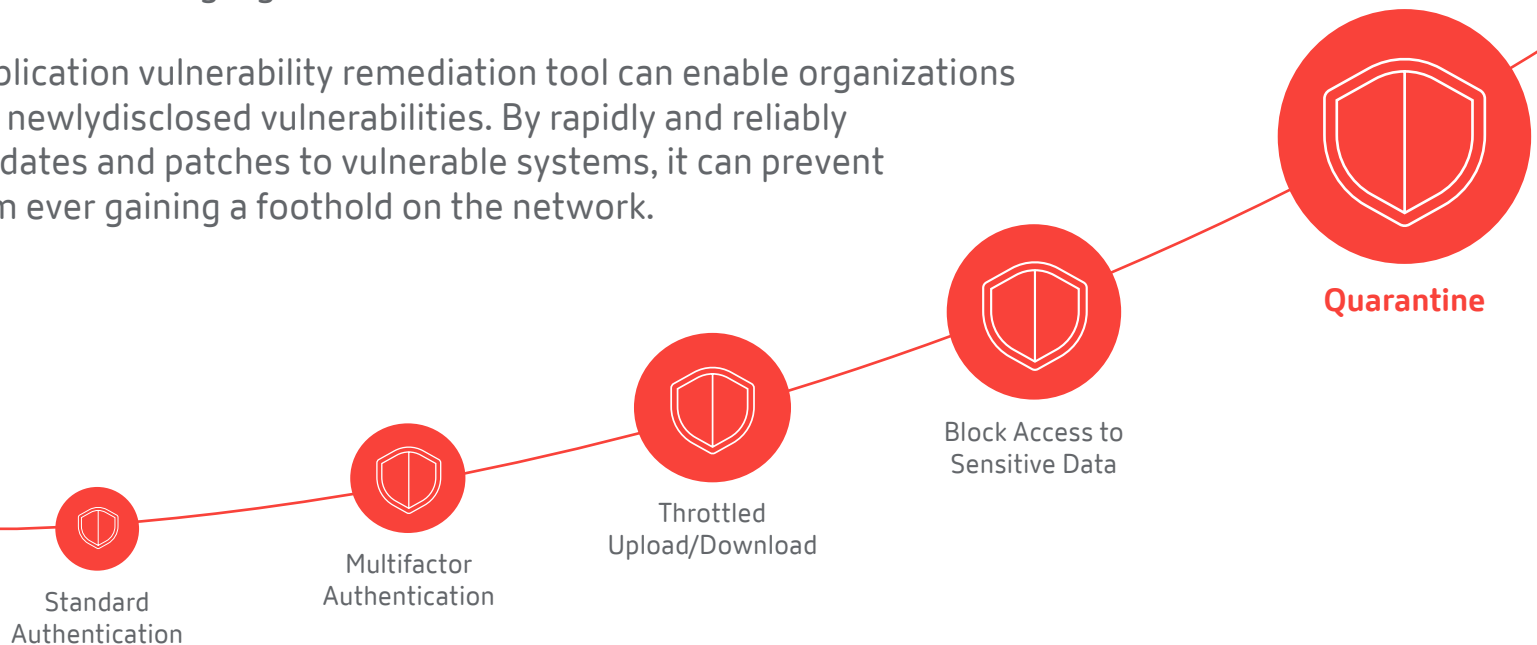 plication vulnerability remediation tool can enable organizations
newlydisclosed vulnerabilities. By rapidly and reliably
dates and patches to vulnerable systems, it can prevent
m ever gaining a foothold on the network.
Quarantine
Block Access to
Sensitive Data
Throttled
Upload/Download
Multifactor
Authentication
Standard
Authentication